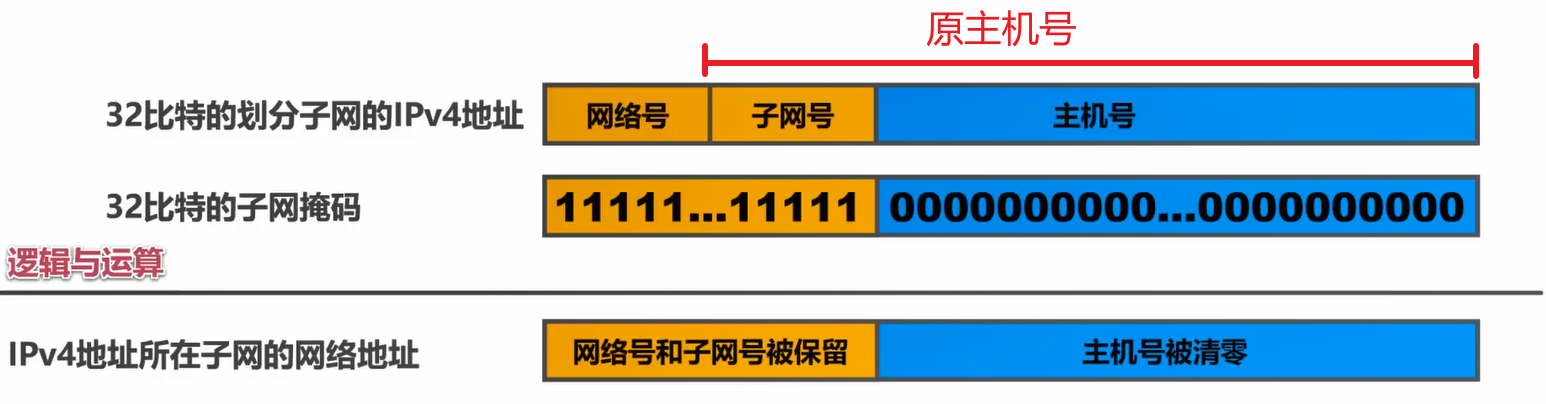 原主机号
32比特的划分子网的IPv4地址 网络号 子网号 主机号
32比特的子网掩码 11111...11111 0000000000...0000000000
逻辑与运算
IPv4地址所在子网的网络地址 网络号和子网号被保留 主机号被清零